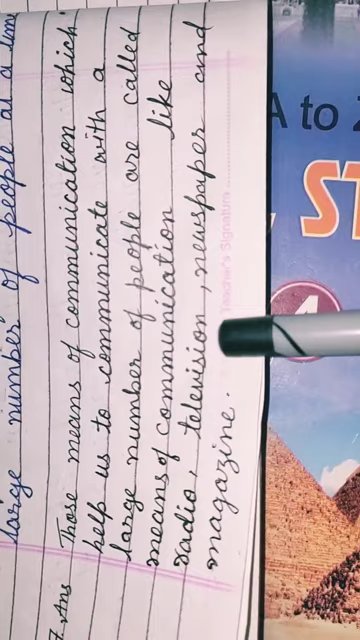 large number of people at a time
7. Ans Those means of communication which
help us to communicate with a
large number of people are called
means of communication like
radio, television, newspaper and
magazine.
Teacher's Signature
A to Z
ST